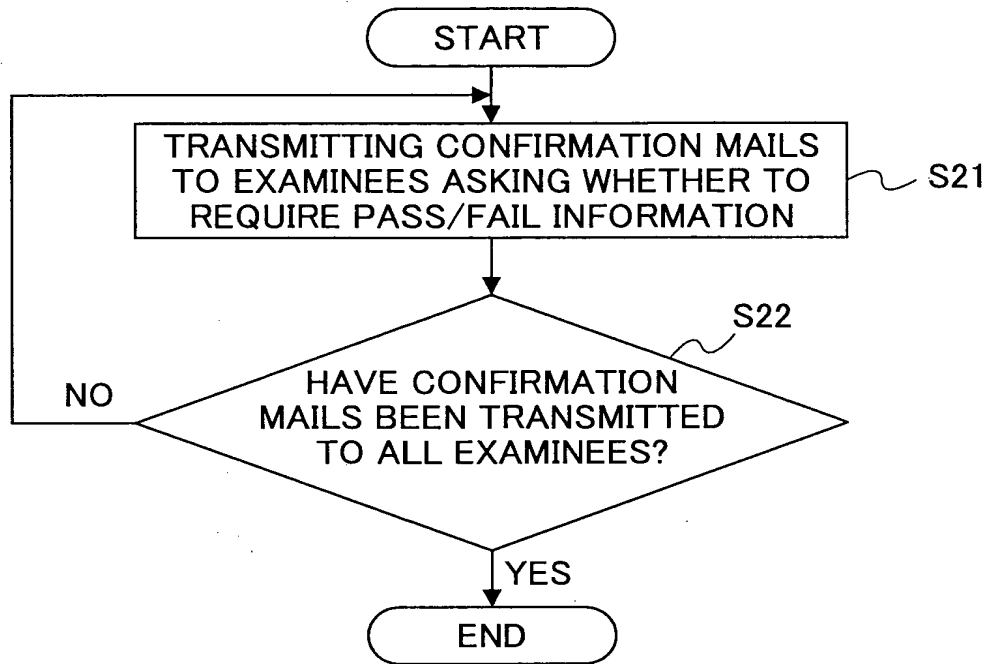 START
TRANSMITTING CONFIRMATION MAILS
TO EXAMINEES ASKING WHETHER TO
REQUIRE PASS/FAIL INFORMATION
S21
S22
HAVE CONFIRMATION
MAILS BEEN TRANSMITTED
TO ALL EXAMINEES?
NO
YES
END